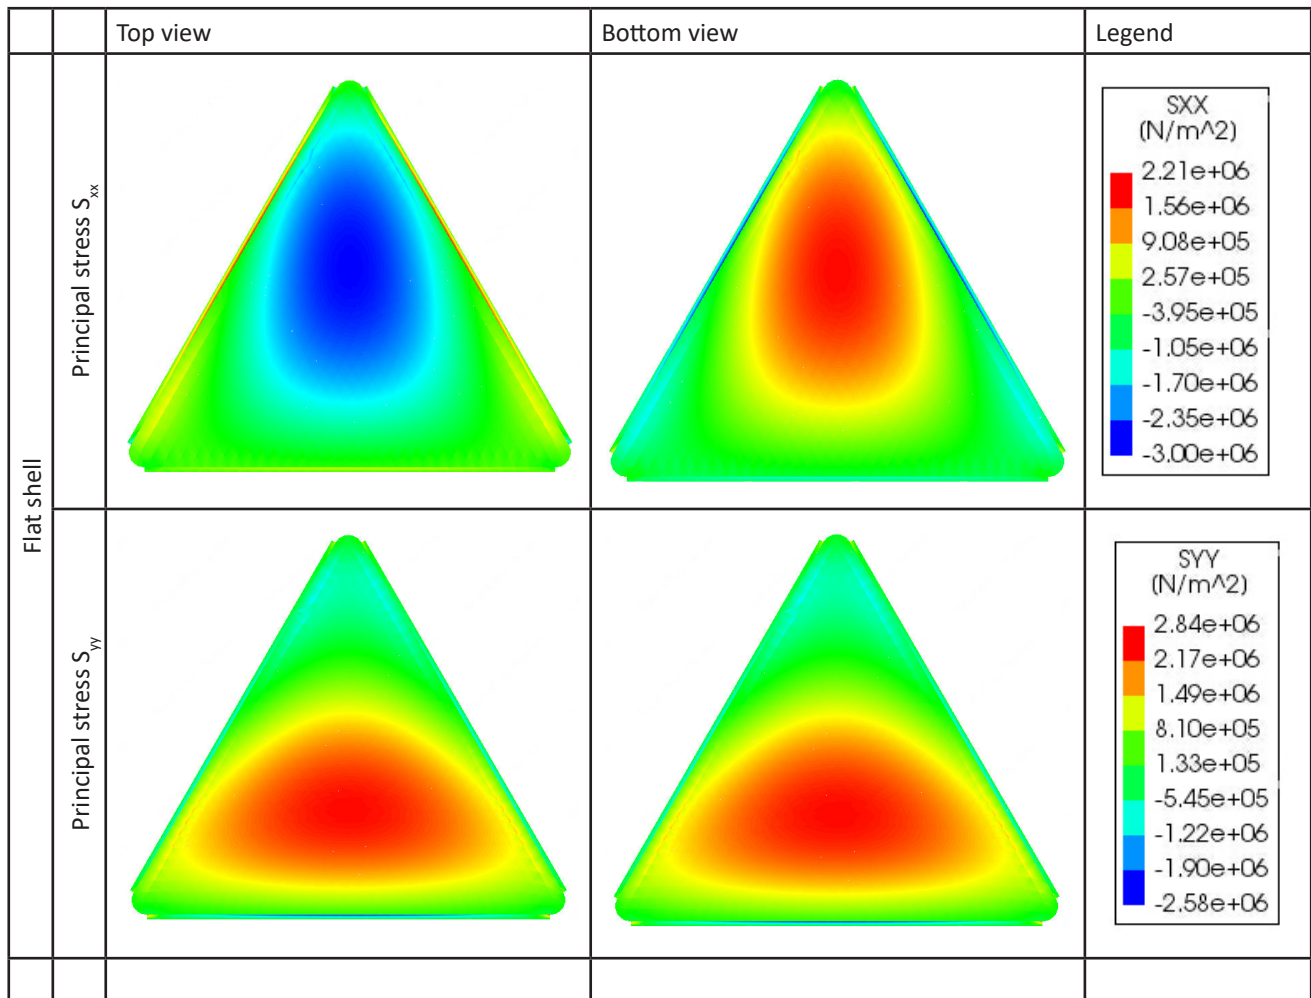 Top view
Bottom view
Legend
Flat shell
Principal stress Sxx
SXX
(N/m^2)
2.21e+06
1.56e+06
9.08e+05
2.57e+05
-3.95e+05
-1.05e+06
-1.70e+06
-2.35e+06
-3.00e+06
Principal stress Syy
SYY
(N/m^2)
2.84e+06
2.17e+06
1.49e+06
8.10e+05
1.33e+05
-5.45e+05
-1.22e+06
-1.90e+06
-2.58e+06